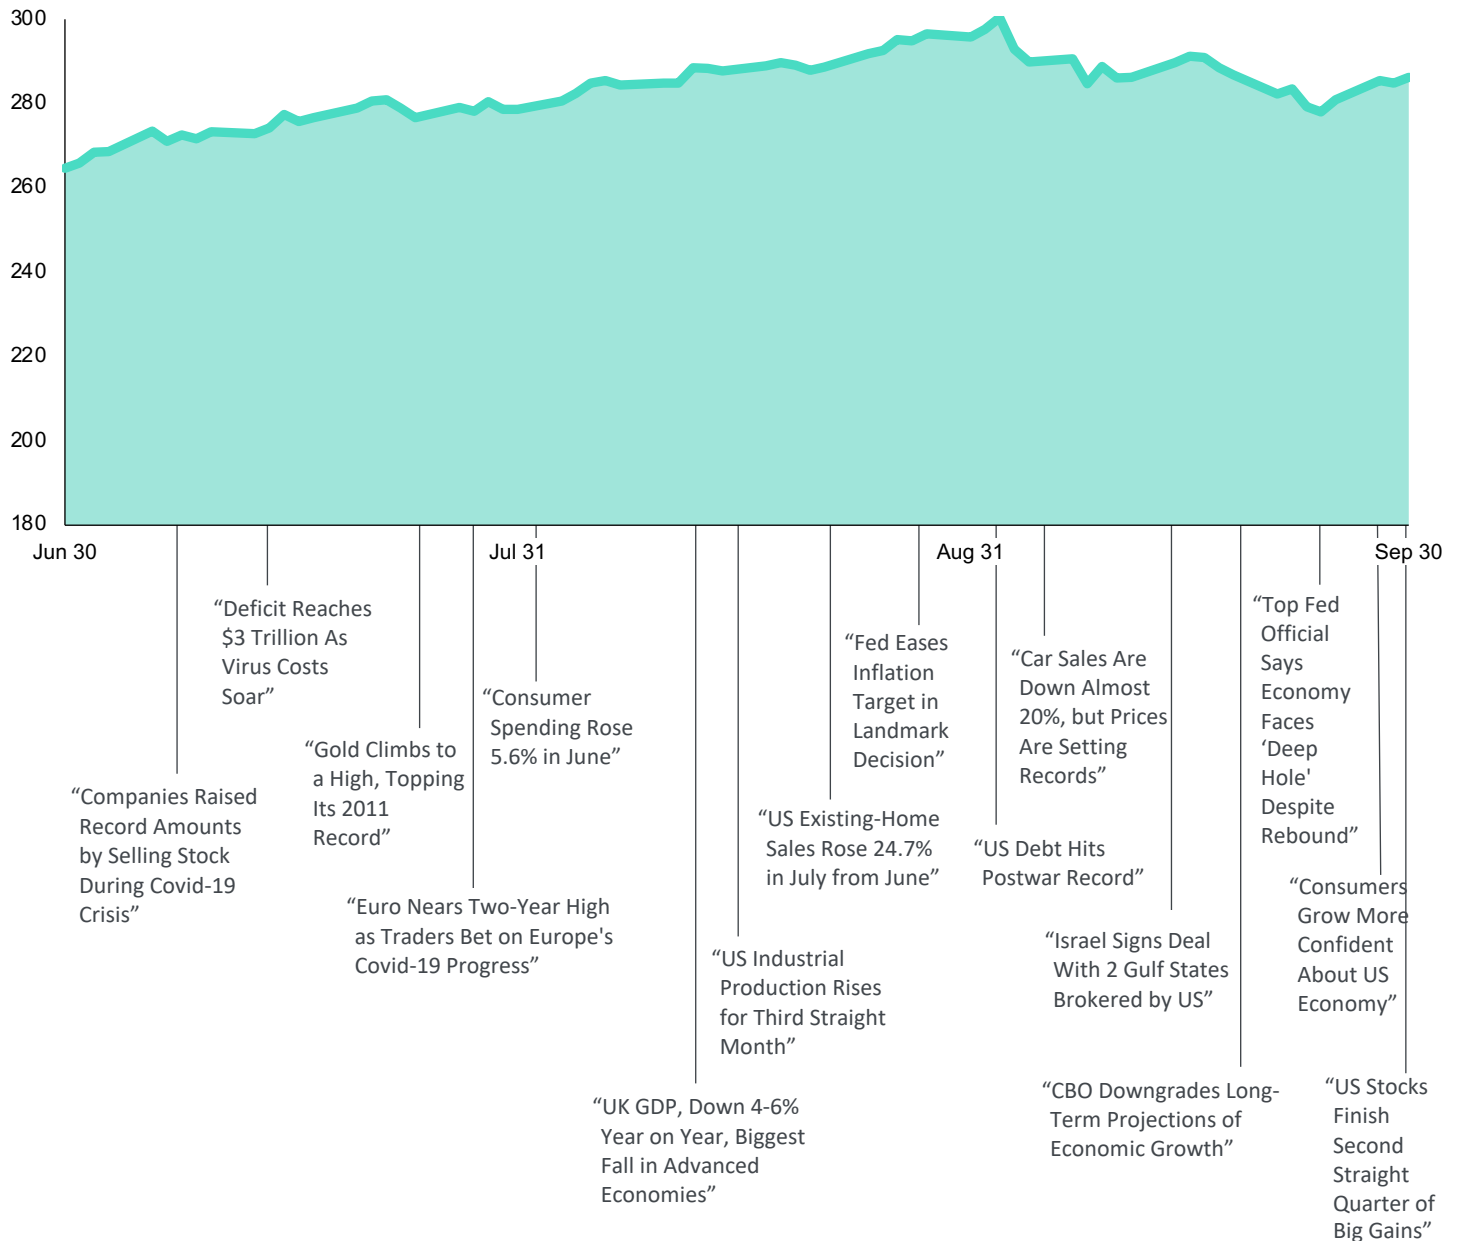 300
280
260
240
220
200
180
Jun 30
Jul 31
Aug 31
Sep 30
“Companies Raised
Record Amounts
by Selling Stock
During Covid-19
Crisis”
“Deficit Reaches
$3 Trillion As
Virus Costs
Soar”
“Gold Climbs to
a High, Topping
Its 2011
Record”
“Euro Nears Two-Year High
as Traders Bet on Europe's
Covid-19 Progress”
“Consumer
Spending Rose
5.6% in June”
“UK GDP, Down 4-6%
Year on Year, Biggest
Fall in Advanced
Economies”
“US Industrial
Production Rises
for Third Straight
Month”
“US Existing-Home
Sales Rose 24.7%
in July from June”
“Fed Eases
Inflation
Target in
Landmark
Decision”
“US Debt Hits
Postwar Record”
“Car Sales Are
Down Almost
20%, but Prices
Are Setting
Records”
“Israel Signs Deal
With 2 Gulf States
Brokered by US”
“CBO Downgrades Long-
Term Projections of
Economic Growth”
“Top Fed
Official
Says
Economy
Faces
‘Deep
Hole'
Despite
Rebound”
“Consumers
Grow More
Confident
About US
Economy”
“US Stocks
Finish
Second
Straight
Quarter of
Big Gains”